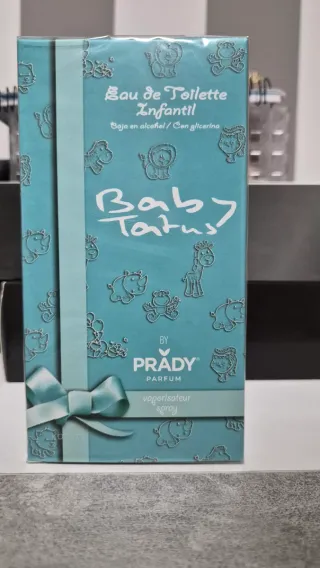 Eau de Toilette
Infantil
Bajo en alcohol / Con glicerina
Baby
Tatus
BY
PRADY®
PARFUM
vaporisateur
spray